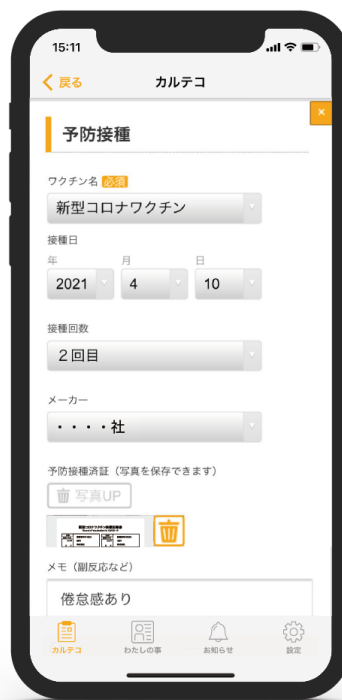 15:11
戻る
カルテコ
×
予防接種
ワクチン名 必須
新型コロナワクチン
接種日
年 月 日
2021 4 10
接種回数
2回目
メーカー
・・・・社
予防接種済証（写真を保存できます）
写真UP
メモ（副反応など）
倦怠感あり
カルテコ わたしの事 お知らせ 設定